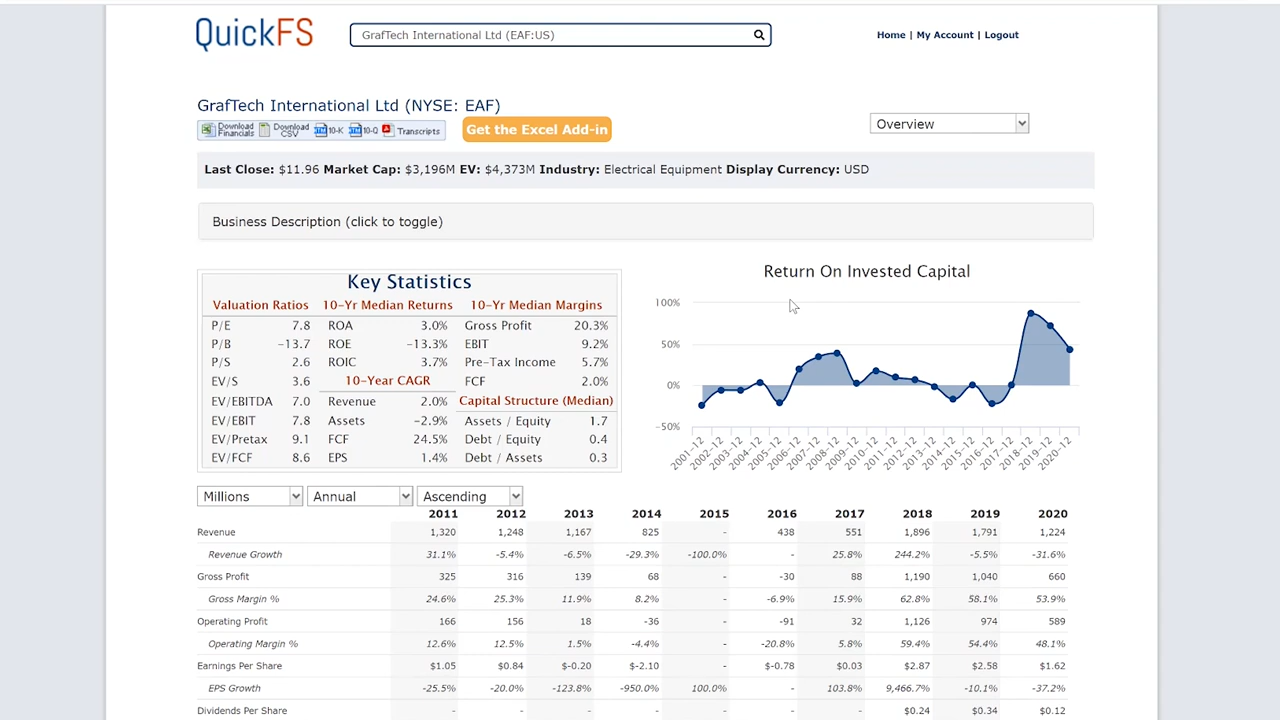 QuickFS
GrafTech International Ltd (EAF:US)
Home | My Account | Logout
GrafTech International Ltd (NYSE: EAF)
Download Financials Download CSV 10-K 10-Q Transcripts
Get the Excel Add-in
Overview
Last Close: $11.96 Market Cap: $3,196M EV: $4,373M Industry: Electrical Equipment Display Currency: USD
Business Description (click to toggle)
Key Statistics
Valuation Ratios 10-Yr Median Returns 10-Yr Median Margins
P/E 7.8 ROA 3.0% Gross Profit 20.3%
P/B -13.7 ROE -13.3% EBIT 9.2%
P/S 2.6 ROIC 3.7% Pre-Tax Income 5.7%
EV/S 3.6 10-Year CAGR FCF 2.0%
EV/EBITDA 7.0 Revenue 2.0% Capital Structure (Median)
EV/EBIT 7.8 Assets -2.9% Assets / Equity 1.7
EV/Pretax 9.1 FCF 24.5% Debt / Equity 0.4
EV/FCF 8.6 EPS 1.4% Debt / Assets 0.3
Return On Invested Capital
100%
50%
0%
-50%
2001-12 2002-12 2003-12 2004-12 2005-12 2006-12 2007-12 2008-12 2009-12 2010-12 2011-12 2012-12 2013-12 2014-12 2015-12 2016-12 2017-12 2018-12 2019-12 2020-12
Millions Annual Ascending
2011 2012 2013 2014 2015 2016 2017 2018 2019 2020
Revenue 1,320 1,248 1,167 825 - 438 551 1,896 1,791 1,224
Revenue Growth 31.1% -5.4% -6.5% -29.3% -100.0% - 25.8% 244.2% -5.5% -31.6%
Gross Profit 325 316 139 68 - -30 88 1,190 1,040 660
Gross Margin % 24.6% 25.3% 11.9% 8.2% - -6.9% 15.9% 62.8% 58.1% 53.9%
Operating Profit 166 156 18 -36 - -91 32 1,126 974 589
Operating Margin % 12.6% 12.5% 1.5% -4.4% - -20.8% 5.8% 59.4% 54.4% 48.1%
Earnings Per Share $1.05 $0.84 $-0.20 $-2.10 - $-0.78 $0.03 $2.87 $2.58 $1.62
EPS Growth -25.5% -20.0% -123.8% -950.0% 100.0% - 103.8% 9,466.7% -10.1% -37.2%
Dividends Per Share - - - - - - - $0.24 $0.34 $0.12